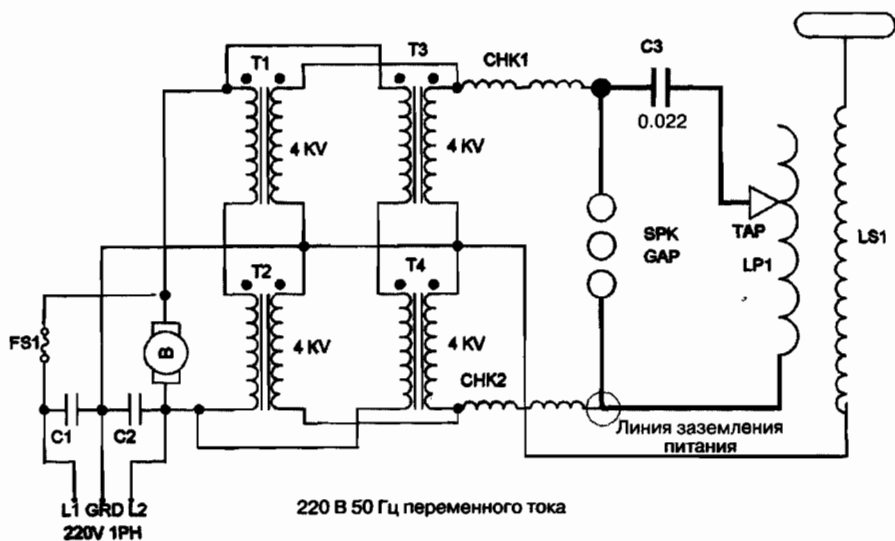 T1
T3
CHK1
C3
0.022
4 KV
4 KV
SPK
GAP
TAP
LP1
LS1
T2
T4
FS1
B
4 KV
4 KV
CHK2
C1
C2
Линия заземления
питания
L1 GRD L2
220V 1PH
220 В 50 Гц переменного тока